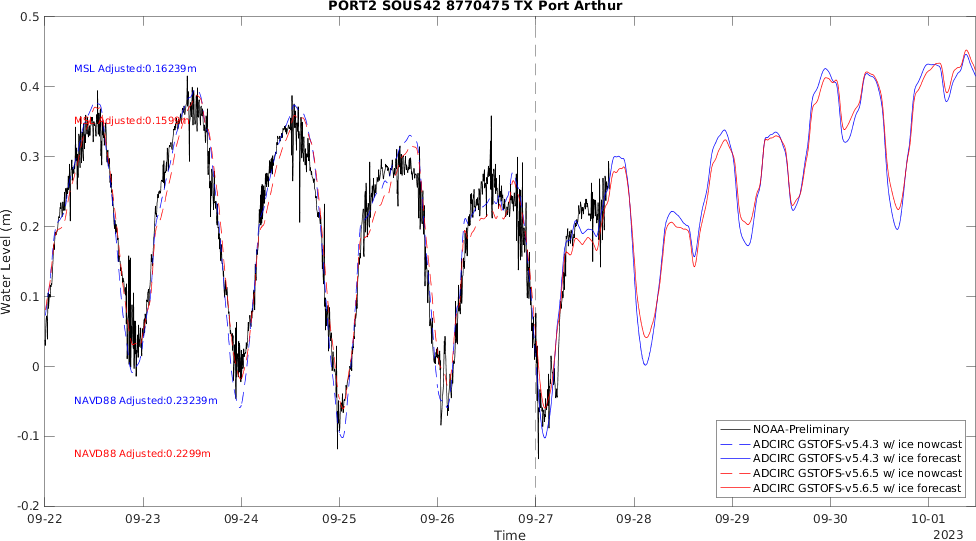 PORT2 SOUS42 8770475 TX Port Arthur
0.5
0.4
0.3
0.2
0.1
0
-0.1
-0.2
Water Level (m)
MSL Adjusted:0.16239m
NAVD88 Adjusted:0.23239m
NAVD88 Adjusted:0.2299m
NOAA-Preliminary
ADCIRC GSTOFS-v5.4.3 w/ ice nowcast
ADCIRC GSTOFS-v5.4.3 w/ ice forecast
ADCIRC GSTOFS-v5.6.5 w/ ice nowcast
ADCIRC GSTOFS-v5.6.5 w/ ice forecast
09-22 09-23 09-24 09-25 09-26 09-27 09-28 09-29 09-30 10-01
Time
2023